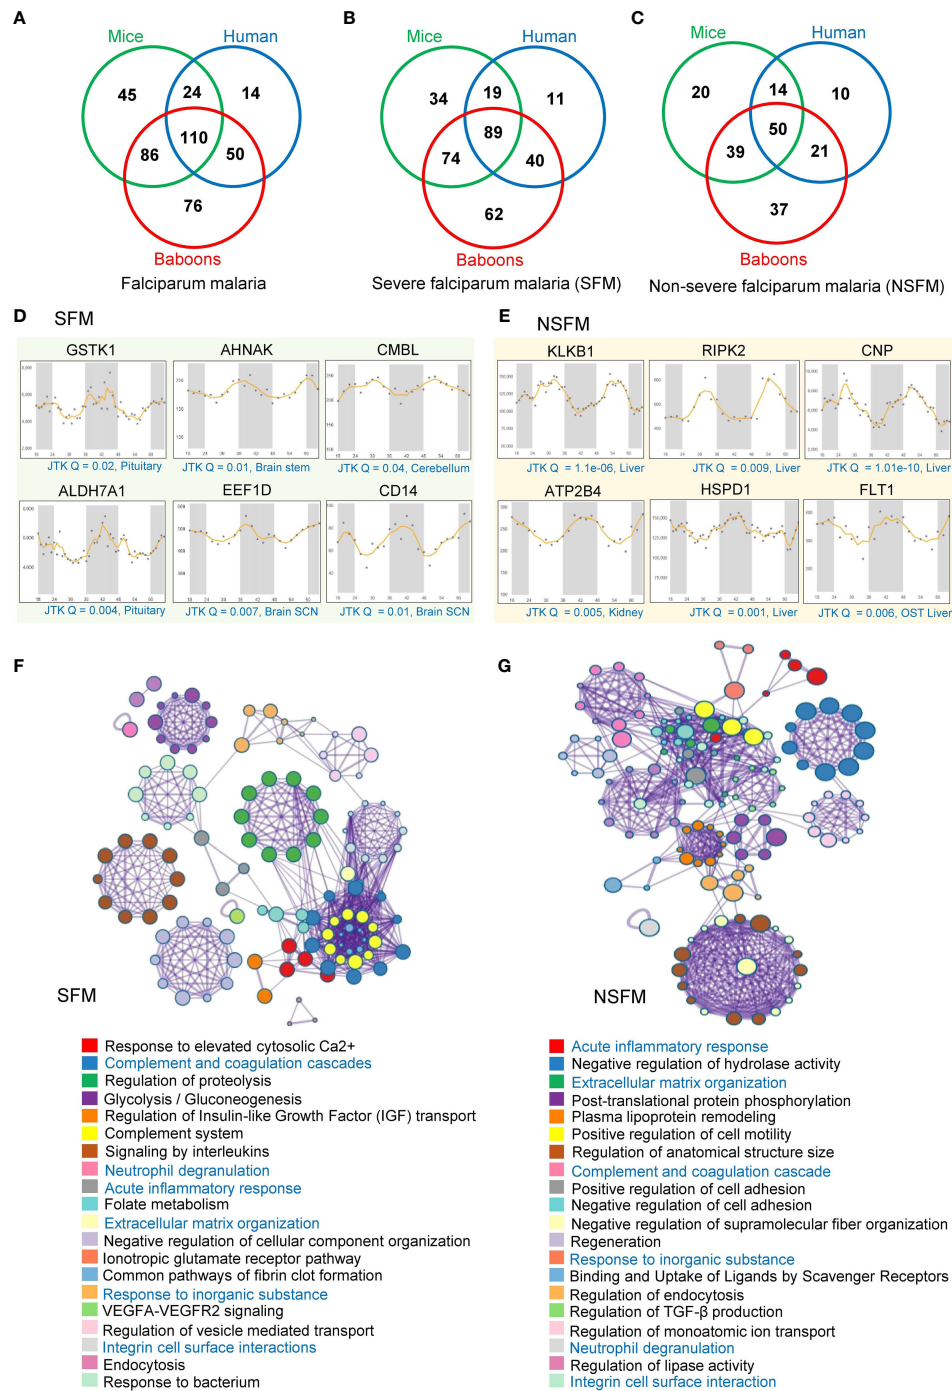 A
B
C
Mice
Human
Mice
Human
Mice
Human
45
24
14
34
19
11
20
14
10
110
89
50
86
50
74
40
39
21
76
62
37
Baboons
Baboons
Baboons
Falciparum malaria
Severe falciparum malaria (SFM)
Non-severe falciparum malaria (NSFM)
D
SFM
GSTK1
AHNAK
CMBL
JTK Q = 0.02, Pituitary
JTK Q = 0.01, Brain stem
JTK Q = 0.04, Cerebellum
ALDH7A1
EEF1D
CD14
JTK Q = 0.004, Pituitary
JTK Q = 0.007, Brain SCN
JTK Q = 0.01, Brain SCN
E
NSFM
KLKB1
RIPK2
CNP
JTK Q = 1.1e-06, Liver
JTK Q = 0.009, Liver
JTK Q = 1.01e-10, Liver
ATP2B4
HSPD1
FLT1
JTK Q = 0.005, Kidney
JTK Q = 0.001, Liver
JTK Q = 0.006, OST Liver
F
SFM
Response to elevated cytosolic Ca2+
Complement and coagulation cascades
Regulation of proteolysis
Glycolysis / Gluconeogenesis
Regulation of Insulin-like Growth Factor (IGF) transport
Complement system
Signaling by interleukins
Neutrophil degranulation
Acute inflammatory response
Folate metabolism
Extracellular matrix organization
Negative regulation of cellular component organization
Ionotropic glutamate receptor pathway
Common pathways of fibrin clot formation
Response to inorganic substance
VEGFA-VEGFR2 signaling
Regulation of vesicle mediated transport
Integrin cell surface interactions
Endocytosis
Response to bacterium
G
NSFM
Acute inflammatory response
Negative regulation of hydrolase activity
Extracellular matrix organization
Post-translational protein phosphorylation
Plasma lipoprotein remodeling
Positive regulation of cell motility
Regulation of anatomical structure size
Complement and coagulation cascade
Positive regulation of cell adhesion
Negative regulation of cell adhesion
Negative regulation of supramolecular fiber organization
Regeneration
Response to inorganic substance
Binding and Uptake of Ligands by Scavenger Receptors
Regulation of endocytosis
Regulation of TGF-β production
Regulation of monoatomic ion transport
Neutrophil degranulation
Regulation of lipase activity
Integrin cell surface interaction